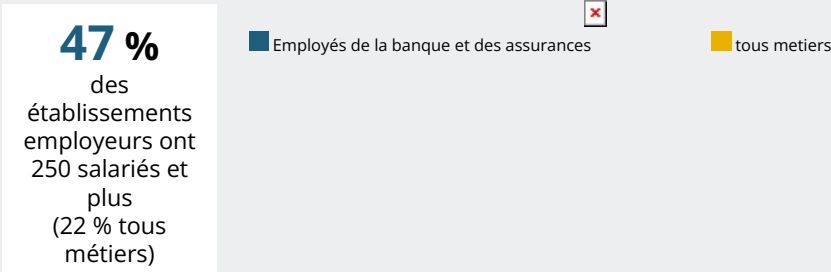 47 %
des
établissements
employeurs ont
250 salariés et
plus
(22 % tous
métiers)
Employés de la banque et des assurances
tous metiers